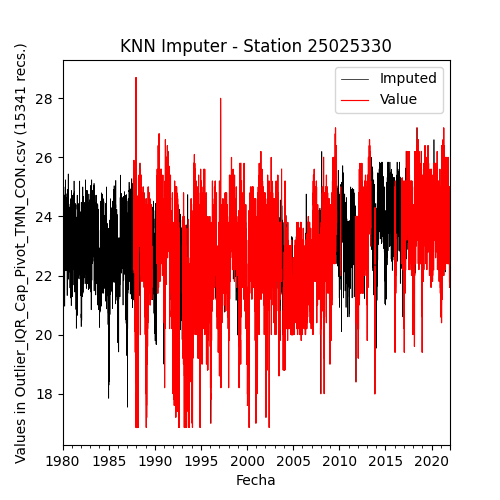 KNN Imputer - Station 25025330
Values in Outlier_IQR_Cap_Pivot_TMN_CON.csv (15341 recs.)
Imputed
Value
28
26
24
22
20
18
1980 1985 1990 1995 2000 2005 2010 2015 2020
Fecha